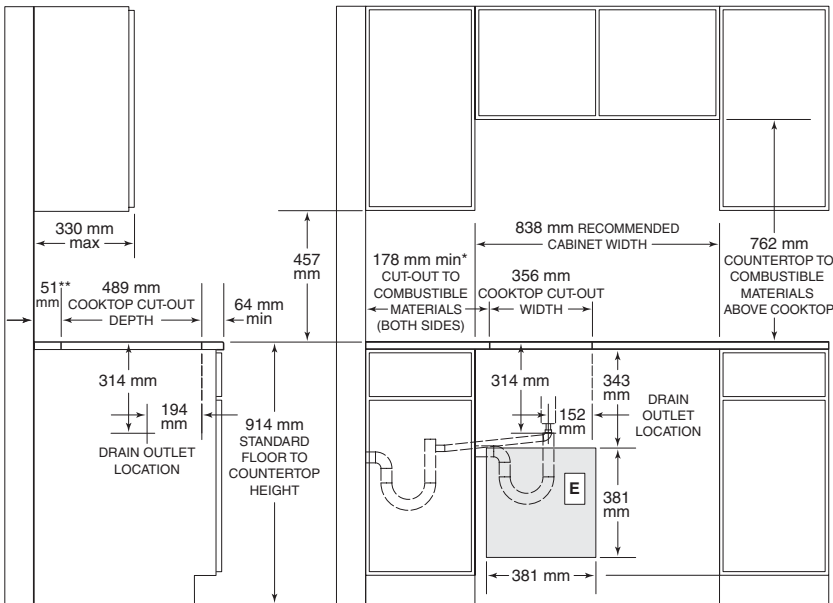 330 mm
max
51**
mm
489 mm
COOKTOP CUT-OUT
DEPTH
64 mm
min
457
mm
838 mm RECOMMENDED
CABINET WIDTH
178 mm min*
CUT-OUT TO
COMBUSTIBLE
MATERIALS
(BOTH SIDES)
356 mm
COOKTOP CUT-OUT
WIDTH
762 mm
COUNTERTOP TO
COMBUSTIBLE
MATERIALS
ABOVE COOKTOP
314 mm
194
mm
DRAIN OUTLET
LOCATION
914 mm
STANDARD
FLOOR TO
COUNTERTOP
HEIGHT
314 mm
152
mm
343
mm
DRAIN
OUTLET
LOCATION
E
381
mm
381 mm